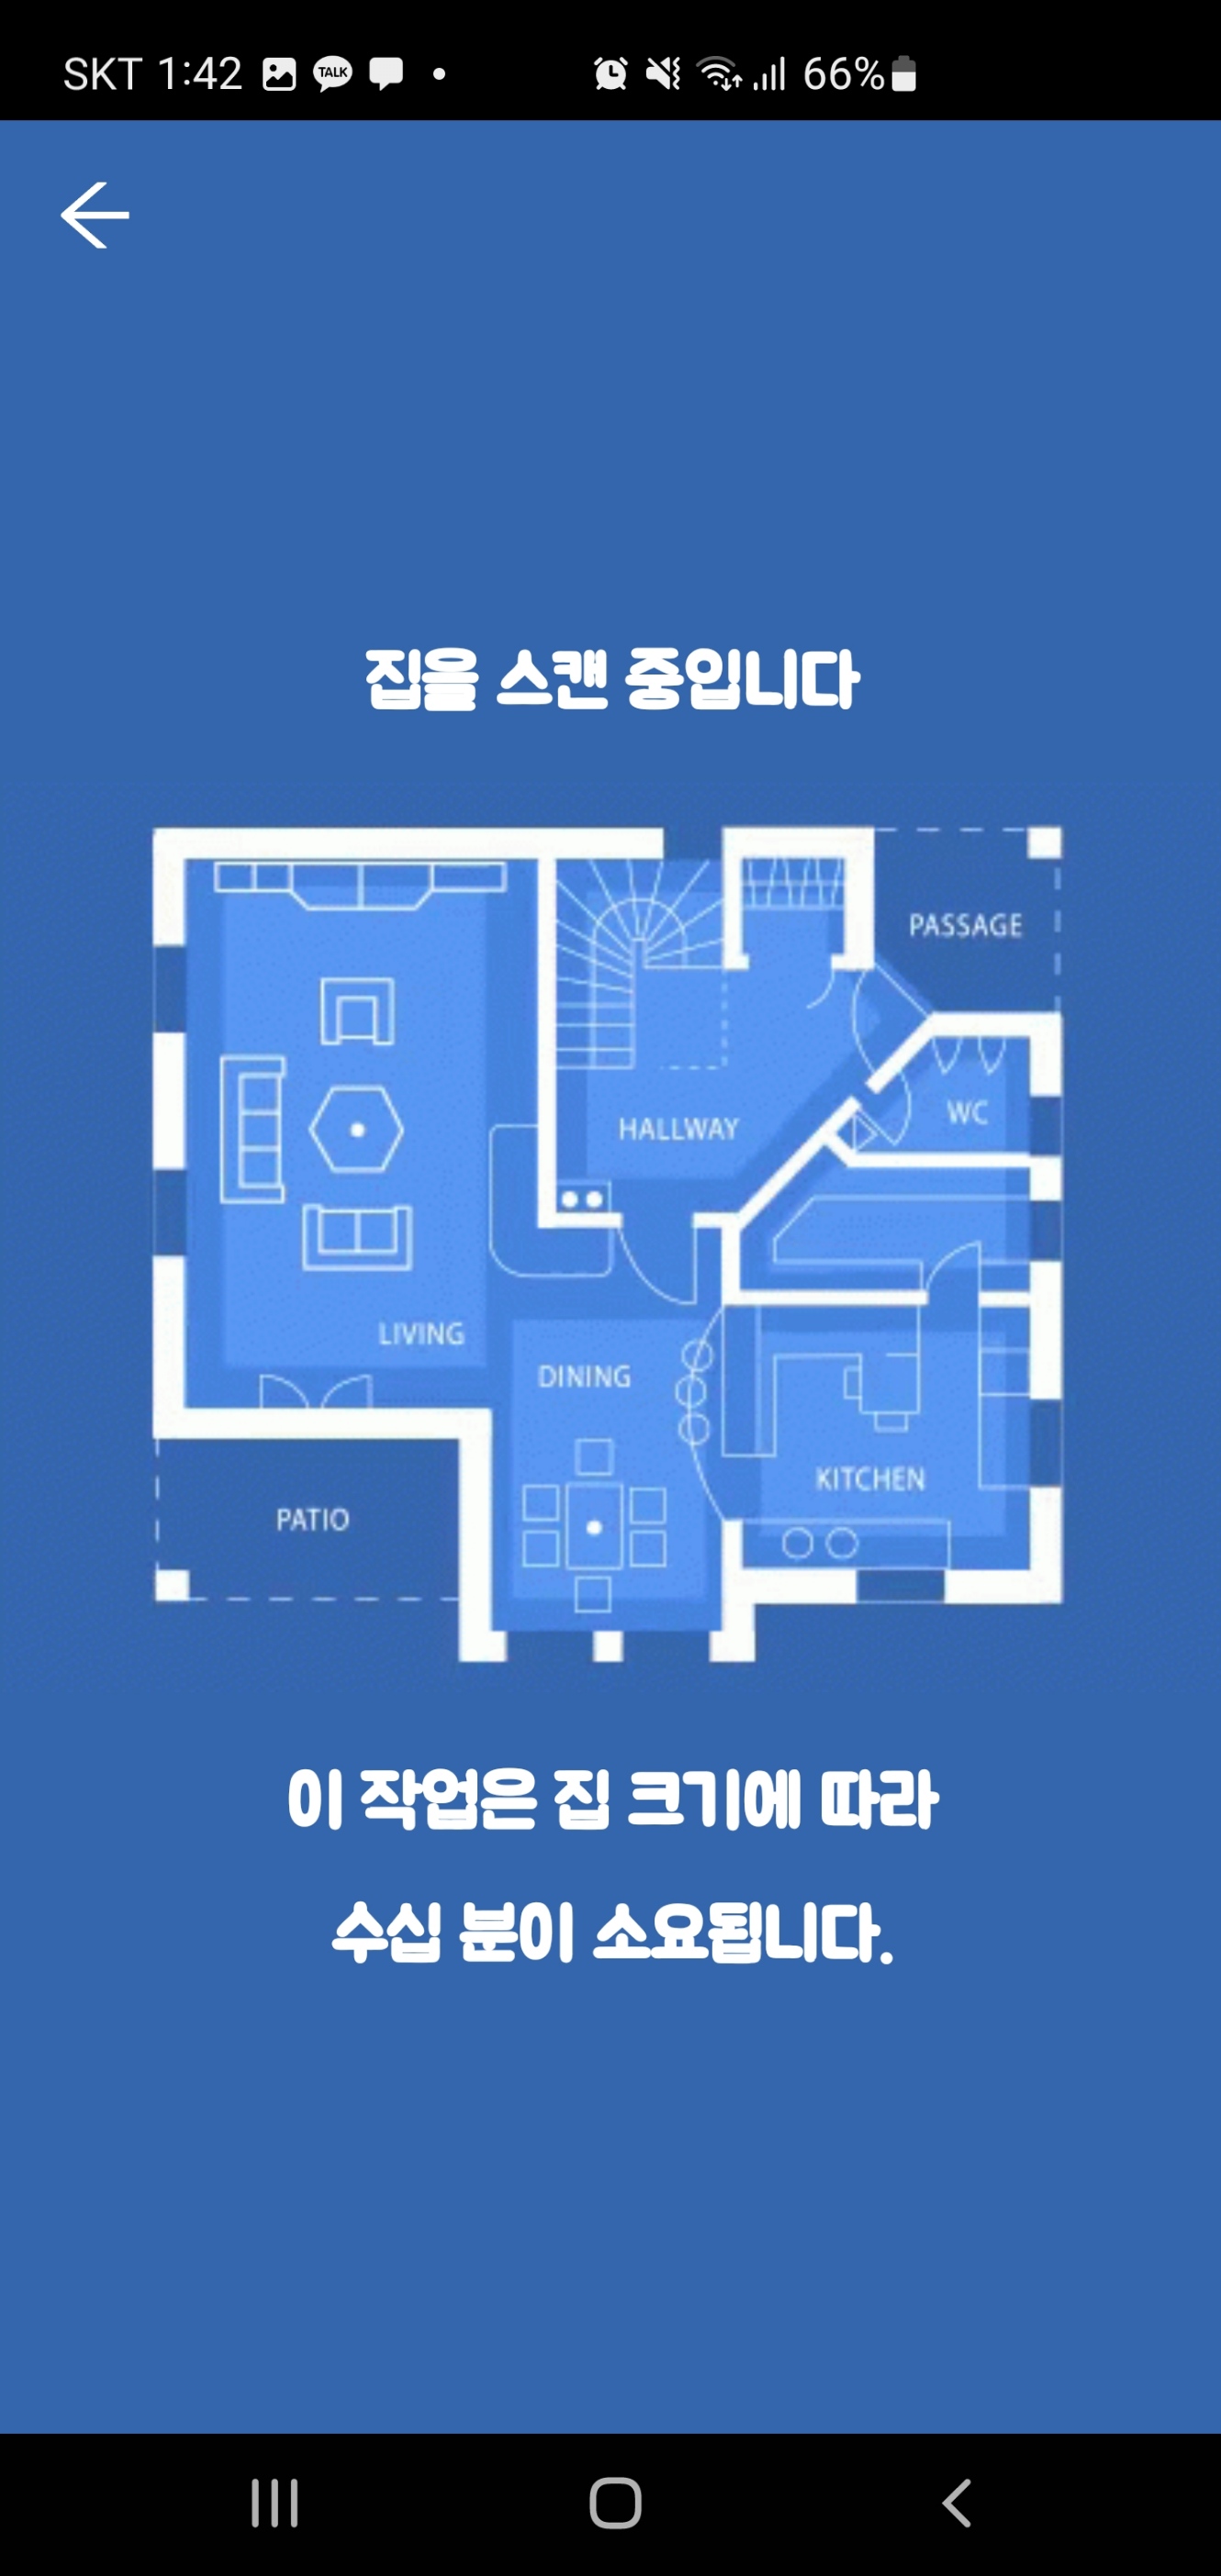 SKT 1:42 TALK 66%
집을 스캔 중입니다
PASSAGE
WC
HALLWAY
LIVING
DINING
KITCHEN
PATIO
이 작업은 집 크기에 따라
수십 분이 소요됩니다.